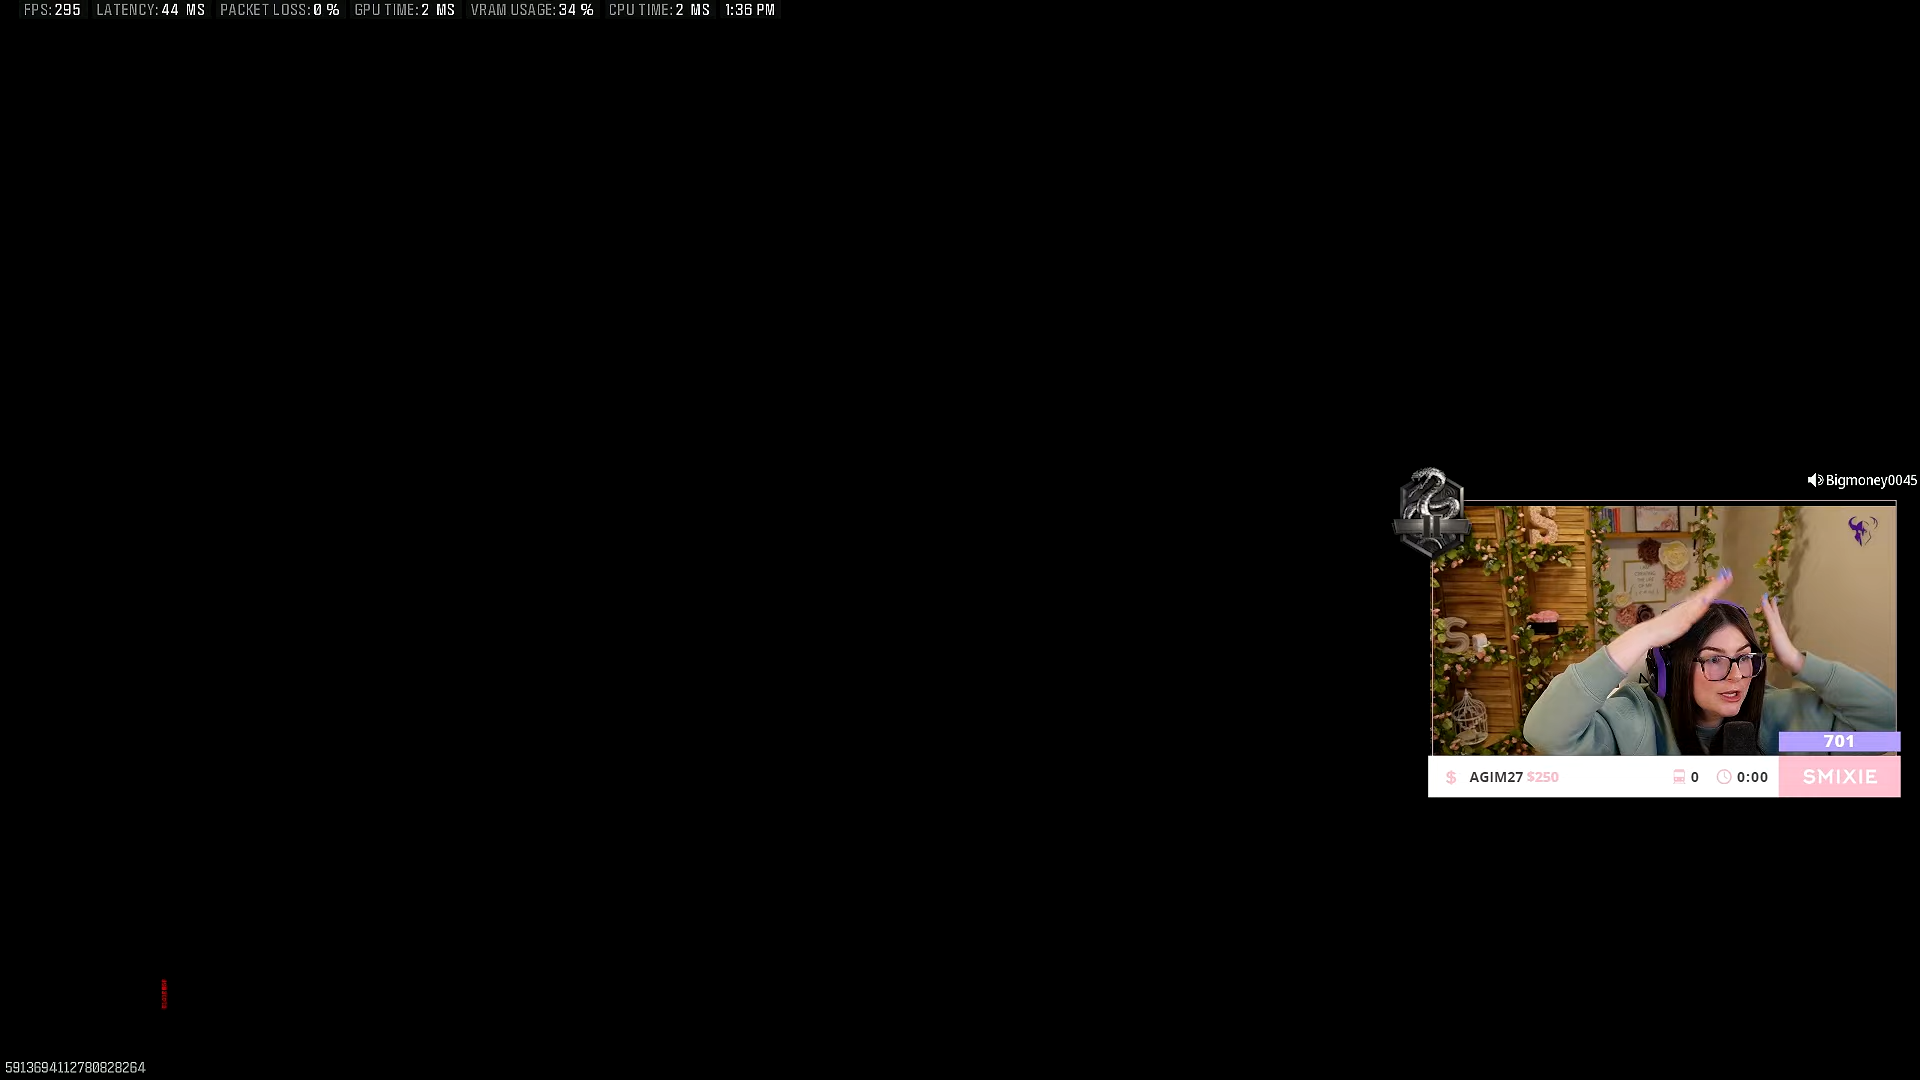 FPS: 295 LATENCY: 44 MS PACKET LOSS: 0 % GPU TIME: 2 MS VRAM USAGE: 34 % CPU TIME: 2 MS 1:36 PM
Bigmoney0045
S
S
701
$ AGIM27 $250 0 0:00 SMIXIE
5913694112780828264